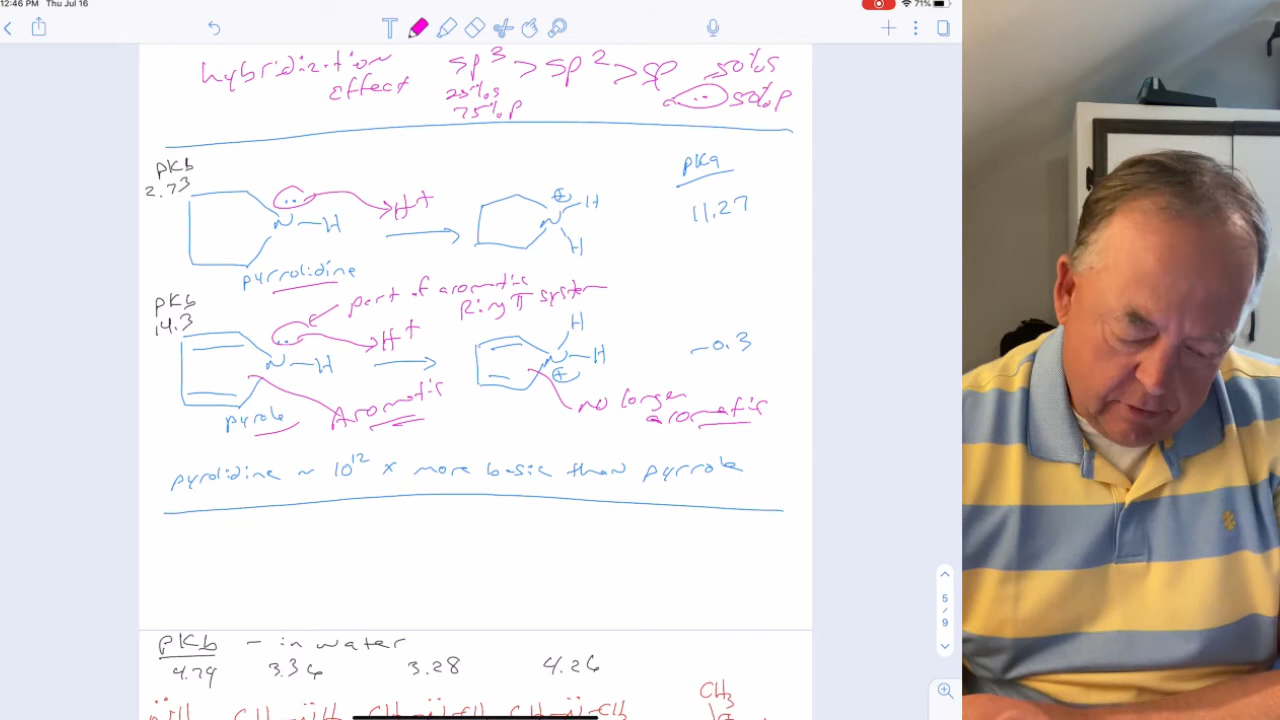 12:46 PM Thu Jul 16
71%
T
hybridization sp3 > sp2 > sp 50%S
Effect 25%S 50%P
75%P
pKb
2.73
pKa
N-H H+ N H
H
11.27
pyrrolidine
part of aromatic
Ring π system
pKb
14.3
N-H H+ N-H
H
-0.3
pyrole
Aromatic
no longer
aromatic
pyrolidine ~ 10^12 x more basic than pyrrole
5
/
9
pKb - in water
4.74 3.36 3.28 4.26
CH3